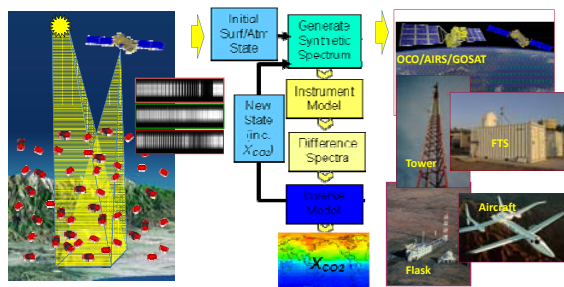 Initial
Surf/Atm
State
Generate
Synthetic
Spectrum
Instrument
Model
New
State
(inc.
XCO2)
Difference
Spectra
Inverse
Model
XCO2
OCO/AIRS/GOSAT
Tower
FTS
Aircraft
Flask